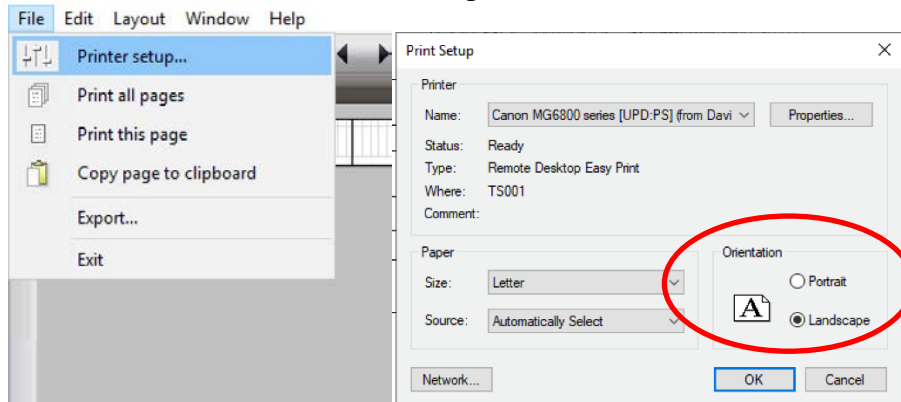 File Edit Layout Window Help
Printer setup...
Print all pages
Print this page
Copy page to clipboard
Export...
Exit
Print Setup
Printer
Name: Canon MG6800 series [UPD:PS] (from Davi Properties...
Status: Ready
Type: Remote Desktop Easy Print
Where: TS001
Comment:
Paper
Size: Letter
Source: Automatically Select
Orientation
A
Portrait
Landscape
Network... OK Cancel